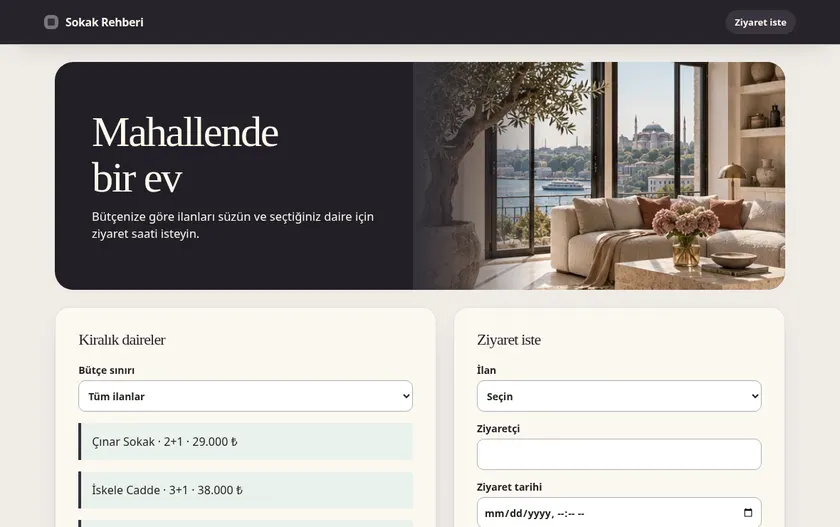 Sokak Rehberi
Ziyaret iste
Mahallende
bir ev
Bütçenize göre ilanları süzün ve seçtiğiniz daire için
ziyaret saati isteyin.
Kiralık daireler
Bütçe sınırı
Tüm ilanlar
Çınar Sokak · 2+1 · 29.000 ₺
İskele Cadde · 3+1 · 38.000 ₺
Ziyaret iste
İlan
Seçin
Ziyaretçi
Ziyaret tarihi
mm/dd/yyyy, --:-- --